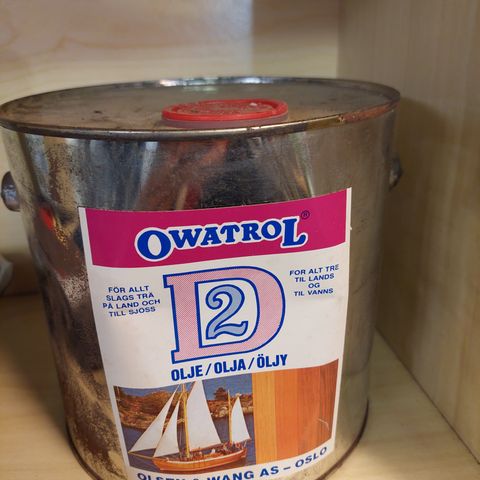 OWATROL®
FÖR ALLT
SLAGS TRÄ
PÅ LAND OCH
TILL SJÖSS
D2
FOR ALT TRE
TIL LANDS
OG
TIL VANNS
OLJE/OLJA/ÖLJY
OLSEN & WANG AS – OSLO